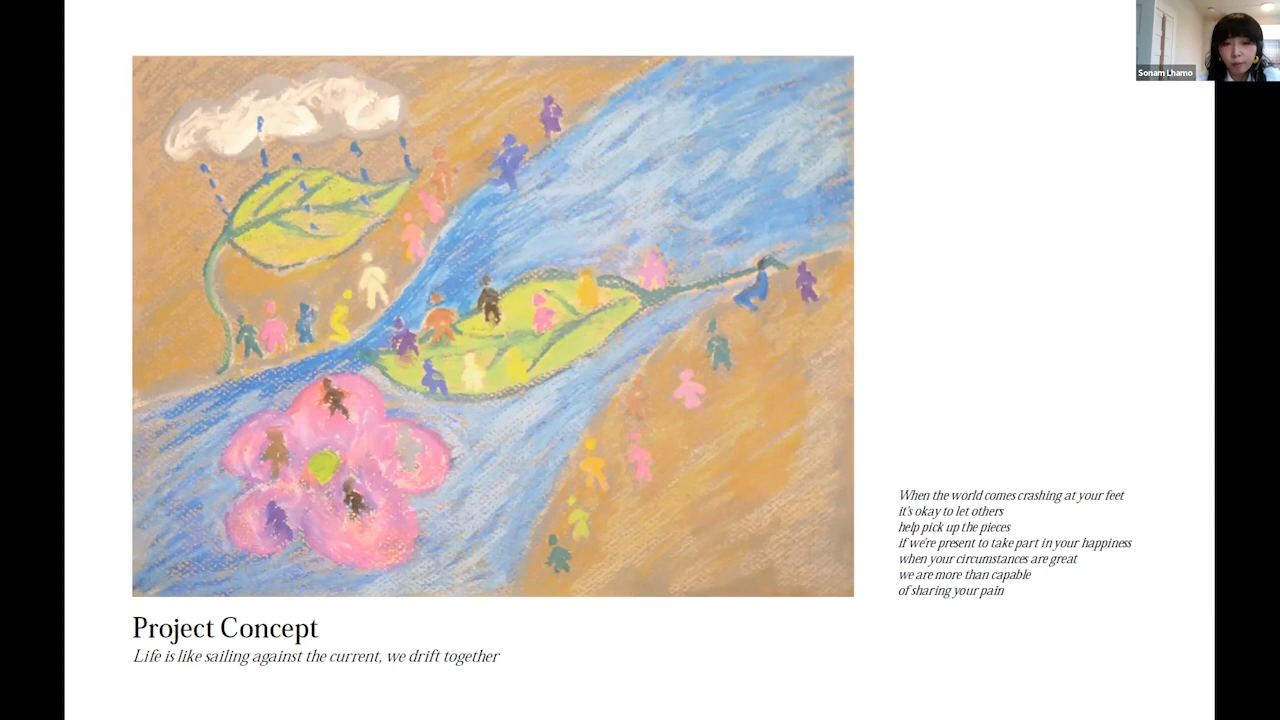 Sonam Lhamo
When the world comes crashing at your feet
it's okay to let others
help pick up the pieces
if we're present to take part in your happiness
when your circumstances are great
we are more than capable
of sharing your pain
Project Concept
Life is like sailing against the current, we drift together